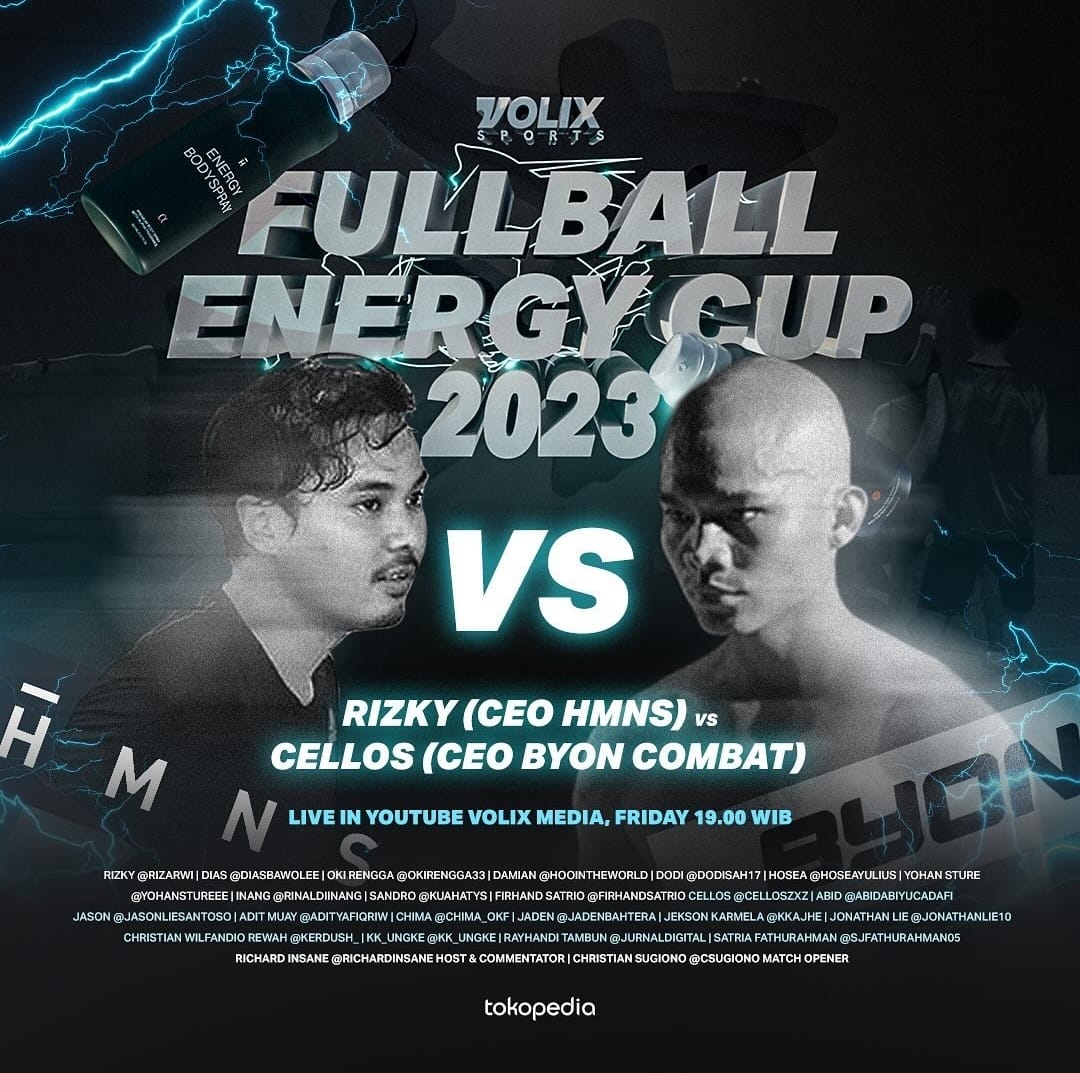 VOLIX
SPORTS
FULLBALL
ENERGY CUP
2023
ENERGY
BODYSPRAY
VS
RIZKY (CEO HMNS) VS
CELLOS (CEO BYON COMBAT)
H M N S
BYON
LIVE IN YOUTUBE VOLIX MEDIA, FRIDAY 19.00 WIB
RIZKY @RIZARWI | DIAS @DIASBAWOLEE | OKI RENGGA @OKIRENGGA33 | DAMIAN @HOOINTHEWORLD | DODI @DODISAH17 | HOSEA @HOSEAYULIUS | YOHAN STURE
@YOHANSTUREEE | INANG @RINALDIINANG | SANDRO @KUAHATYS | FIRHAND SATRIO @FIRHANDSATRIO CELLOS @CELLOSZXZ | ABID @ABIDABIYUCADAFI
JASON @JASONLIESANTOSO | ADIT MUAY @ADITYAFIQRIW | CHIMA @CHIMA_OKF | JADEN @JADENBAHTERA | JEKSON KARMELA @KKAJHE | JONATHAN LIE @JONATHANLIE10
CHRISTIAN WILFANDIO REWAH @KERDUSH_ | KK_UNGKE @KK_UNGKE | RAYHANDI TAMBUN @JURNALDIGITAL | SATRIA FATHURAHMAN @SJFATHURAHMAN05
RICHARD INSANE @RICHARDINSANE HOST & COMMENTATOR | CHRISTIAN SUGIONO @CSUGIONO MATCH OPENER
tokopedia